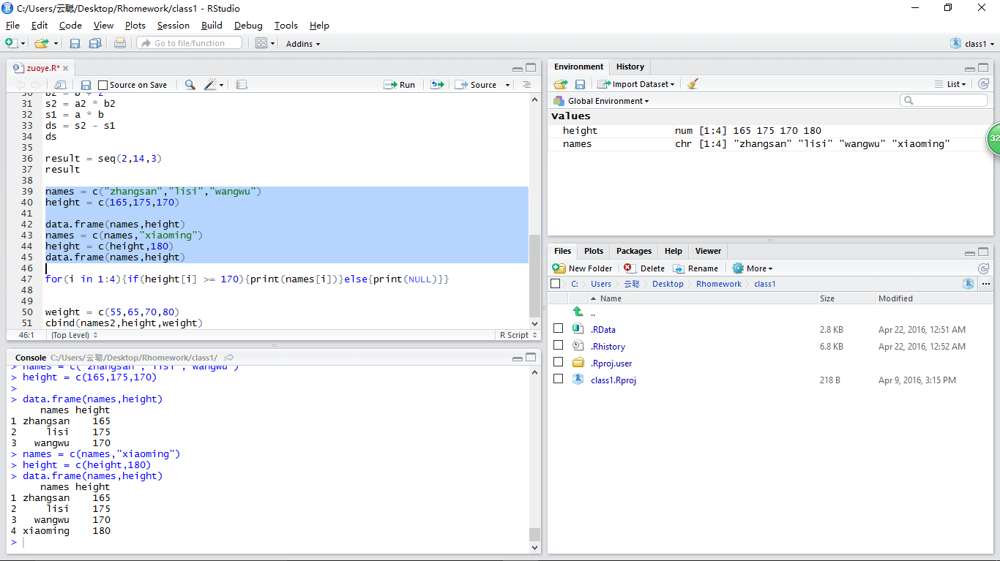 C:/Users/云聪/Desktop/Rhomework/class1 - RStudio
File Edit Code View Plots Session Build Debug Tools Help
Go to file/function Addins class1
zuoye.R*
Source on Save Run Source
30 b2 = b + 2
31 s2 = a2 * b2
32 s1 = a * b
33 ds = s2 - s1
34 ds
35
36 result = seq(2,14,3)
37 result
38
39 names = c("zhangsan","lisi","wangwu")
40 height = c(165,175,170)
41
42 data.frame(names,height)
43 names = c(names,"xiaoming")
44 height = c(height,180)
45 data.frame(names,height)
46
47 for(i in 1:4){if(height[i] >= 170){print(names[i])}else{print(NULL)}}
48
49
50 weight = c(55,65,70,80)
51 cbind(names2,height,weight)
46:1 (Top Level) R Script
Console C:/Users/云聪/Desktop/Rhomework/class1/
> names = c("zhangsan","lisi","wangwu")
> height = c(165,175,170)
>
> data.frame(names,height)
names height
1 zhangsan 165
2 lisi 175
3 wangwu 170
> names = c(names,"xiaoming")
> height = c(height,180)
> data.frame(names,height)
names height
1 zhangsan 165
2 lisi 175
3 wangwu 170
4 xiaoming 180
>
Environment History
Import Dataset List
Global Environment
Values
height num [1:4] 165 175 170 180
names chr [1:4] "zhangsan" "lisi" "wangwu" "xiaoming"
32
Files Plots Packages Help Viewer
New Folder Delete Rename More
C: Users 云聪 Desktop Rhomework class1
Name Size Modified
..
.RData 2.8 KB Apr 22, 2016, 12:51 AM
.Rhistory 6.8 KB Apr 22, 2016, 12:52 AM
.Rproj.user
class1.Rproj 218 B Apr 9, 2016, 3:15 PM